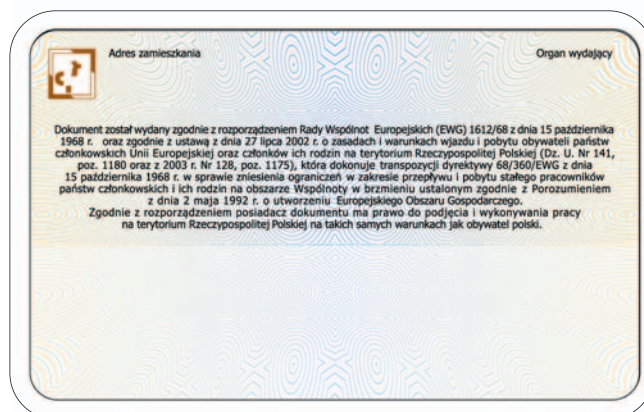 Adres zamieszkania
Organ wydający
Dokument został wydany zgodnie z rozporządzeniem Rady Wspólnot Europejskich (EWG) 1612/68 z dnia 15 października
1968 r. oraz zgodnie z ustawą z dnia 27 lipca 2002 r. o zasadach i warunkach wjazdu i pobytu obywateli państw
członkowskich Unii Europejskiej oraz członków ich rodzin na terytorium Rzeczypospolitej Polskiej (Dz. U. Nr 141,
poz. 1180 oraz z 2003 r. Nr 128, poz. 1175), która dokonuje transpozycji dyrektywy 68/360/EWG z dnia
15 października 1968 r. w sprawie zniesienia ograniczeń w zakresie przepływu i pobytu stałego pracowników
państw członkowskich i ich rodzin na obszarze Wspólnoty w brzmieniu ustalonym zgodnie z Porozumieniem
z dnia 2 maja 1992 r. o utworzeniu Europejskiego Obszaru Gospodarczego.
Zgodnie z rozporządzeniem posiadacz dokumentu ma prawo do podjęcia i wykonywania pracy
na terytorium Rzeczypospolitej Polskiej na takich samych warunkach jak obywatel polski.